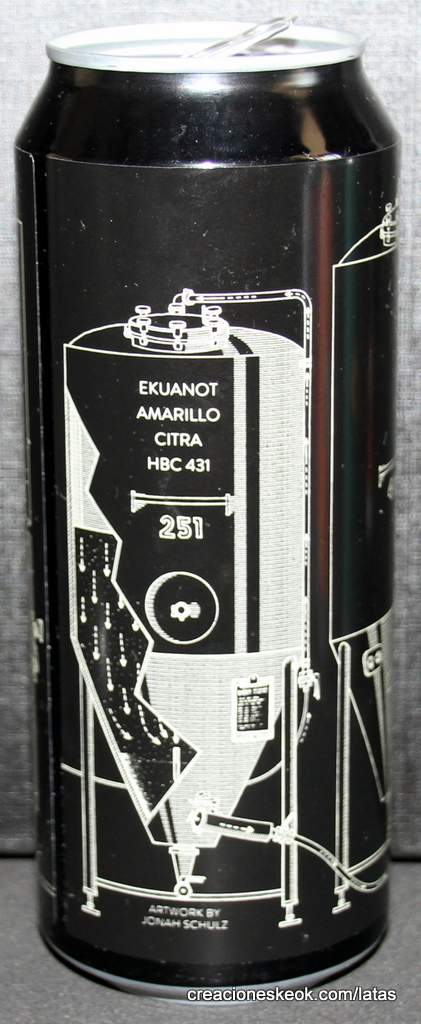 EKUANOT
AMARILLO
CITRA
HBC 431
251
ARTWORK BY
JONAH SCHULZ
creacioneskeok.com/latas